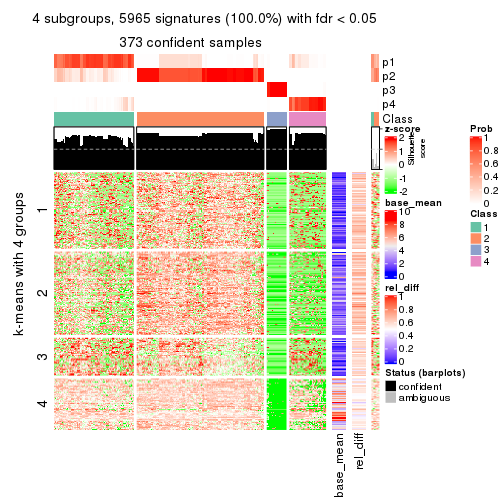 4 subgroups, 5965 signatures (100.0%) with fdr < 0.05
373 confident samples
p1
p2
p3
p4
Class
z-score
2
1
0
-1
-2
Silhouette
score
Prob
1
0.8
0.6
0.4
0.2
0
base_mean
10
8
6
4
2
0
Class
1
2
3
4
rel_diff
1
0.8
0.6
0.4
0.2
0
Status (barplots)
confident
ambiguous
k-means with 4 groups
1
2
3
4
base_mean
rel_diff